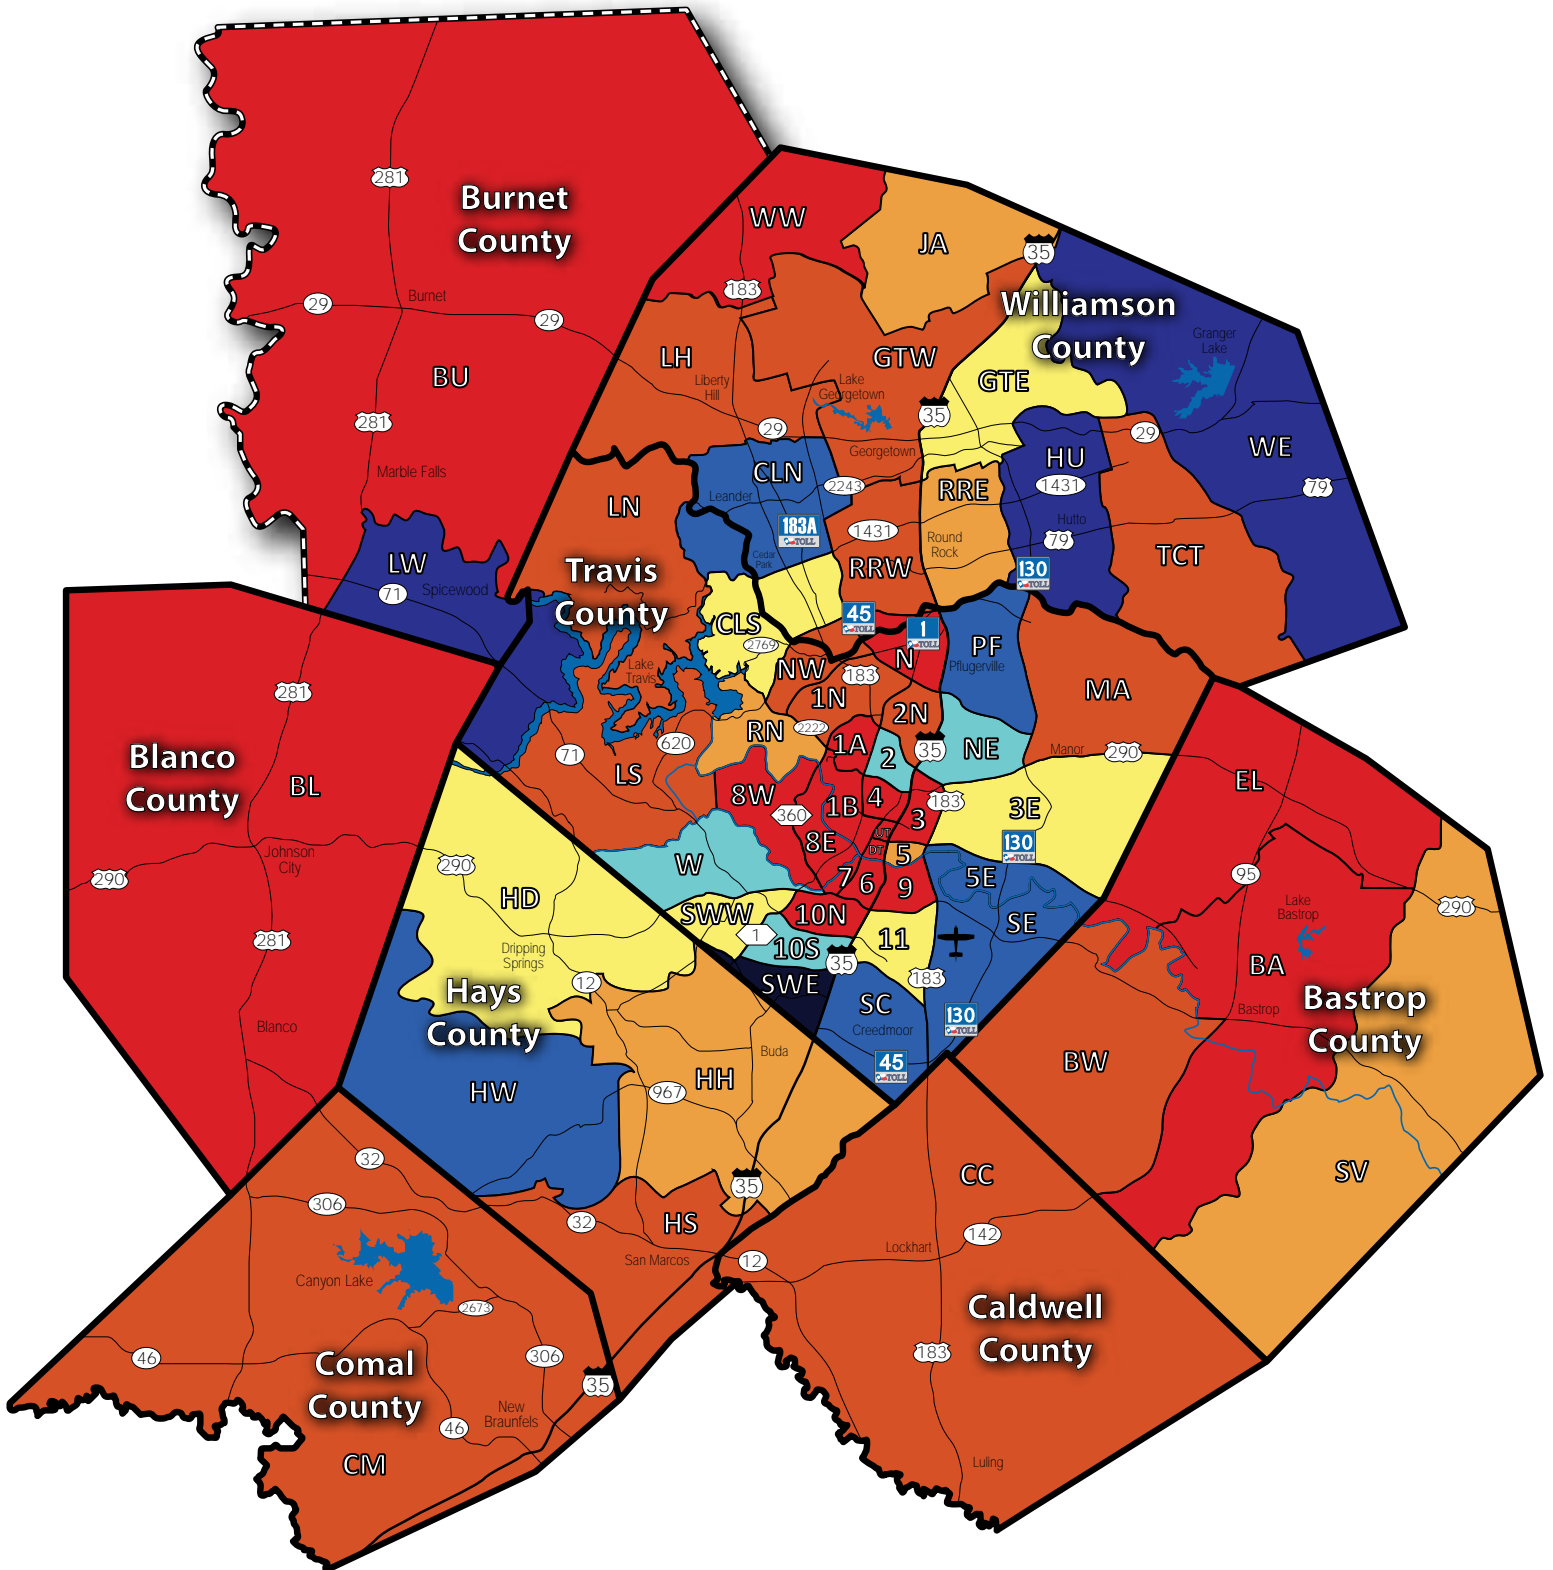 WW
JA
35
281
Burnet
County
183
Williamson
County
29
Burnet
29
Granger
Lake
LH
GTW
BU
Liberty
Hill
Lake
Georgetown
GTE
35
281
29
29
Georgetown
WE
Marble Falls
CLN
HU
RRE
2243
1431
79
Leander
LN
183A
TOLL
1431
Hutto
Round
Rock
79
Cedar
Park
TCT
LW
RRW
130
TOLL
Travis
County
71
Spicewood
45
TOLL
1
TOLL
CLS
2769
PF
Pflugerville
N
Lake
Travis
NW
183
281
1N
MA
2N
2222
RN
620
1A
35
NE
Manor
290
71
2
Blanco
County
LS
BL
EL
8W
4
183
1B
3E
360
3
UT
130
TOLL
8E
DT
5
Johnson
City
290
W
290
7
6
9
5E
95
HD
Lake
Bastrop
290
SWW
10N
SE
281
1
10S
11
Dripping
Springs
35
BA
12
SWE
183
Hays
County
SC
Bastrop
Bastrop
County
Blanco
Creedmoor
130
TOLL
Buda
45
TOLL
BW
HH
HW
967
32
CC
SV
35
306
32
HS
142
San Marcos
Lockhart
12
Canyon Lake
2673
Caldwell
County
46
306
183
Comal
County
35
New
Braunfels
46
CM
Luling